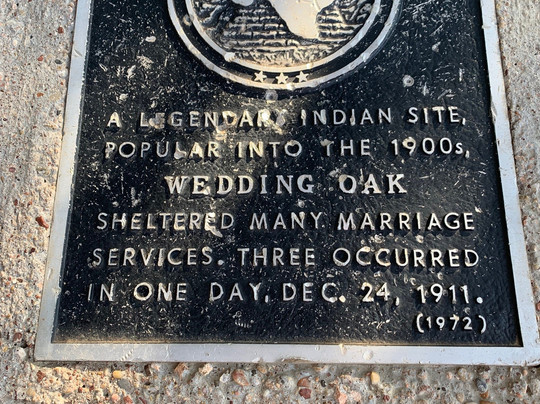 A LEGENDARY INDIAN SITE,
POPULAR INTO THE 1900s,
WEDDING OAK
SHELTERED MANY MARRIAGE
SERVICES. THREE OCCURRED
IN ONE DAY, DEC. 24, 1911.
(1972)